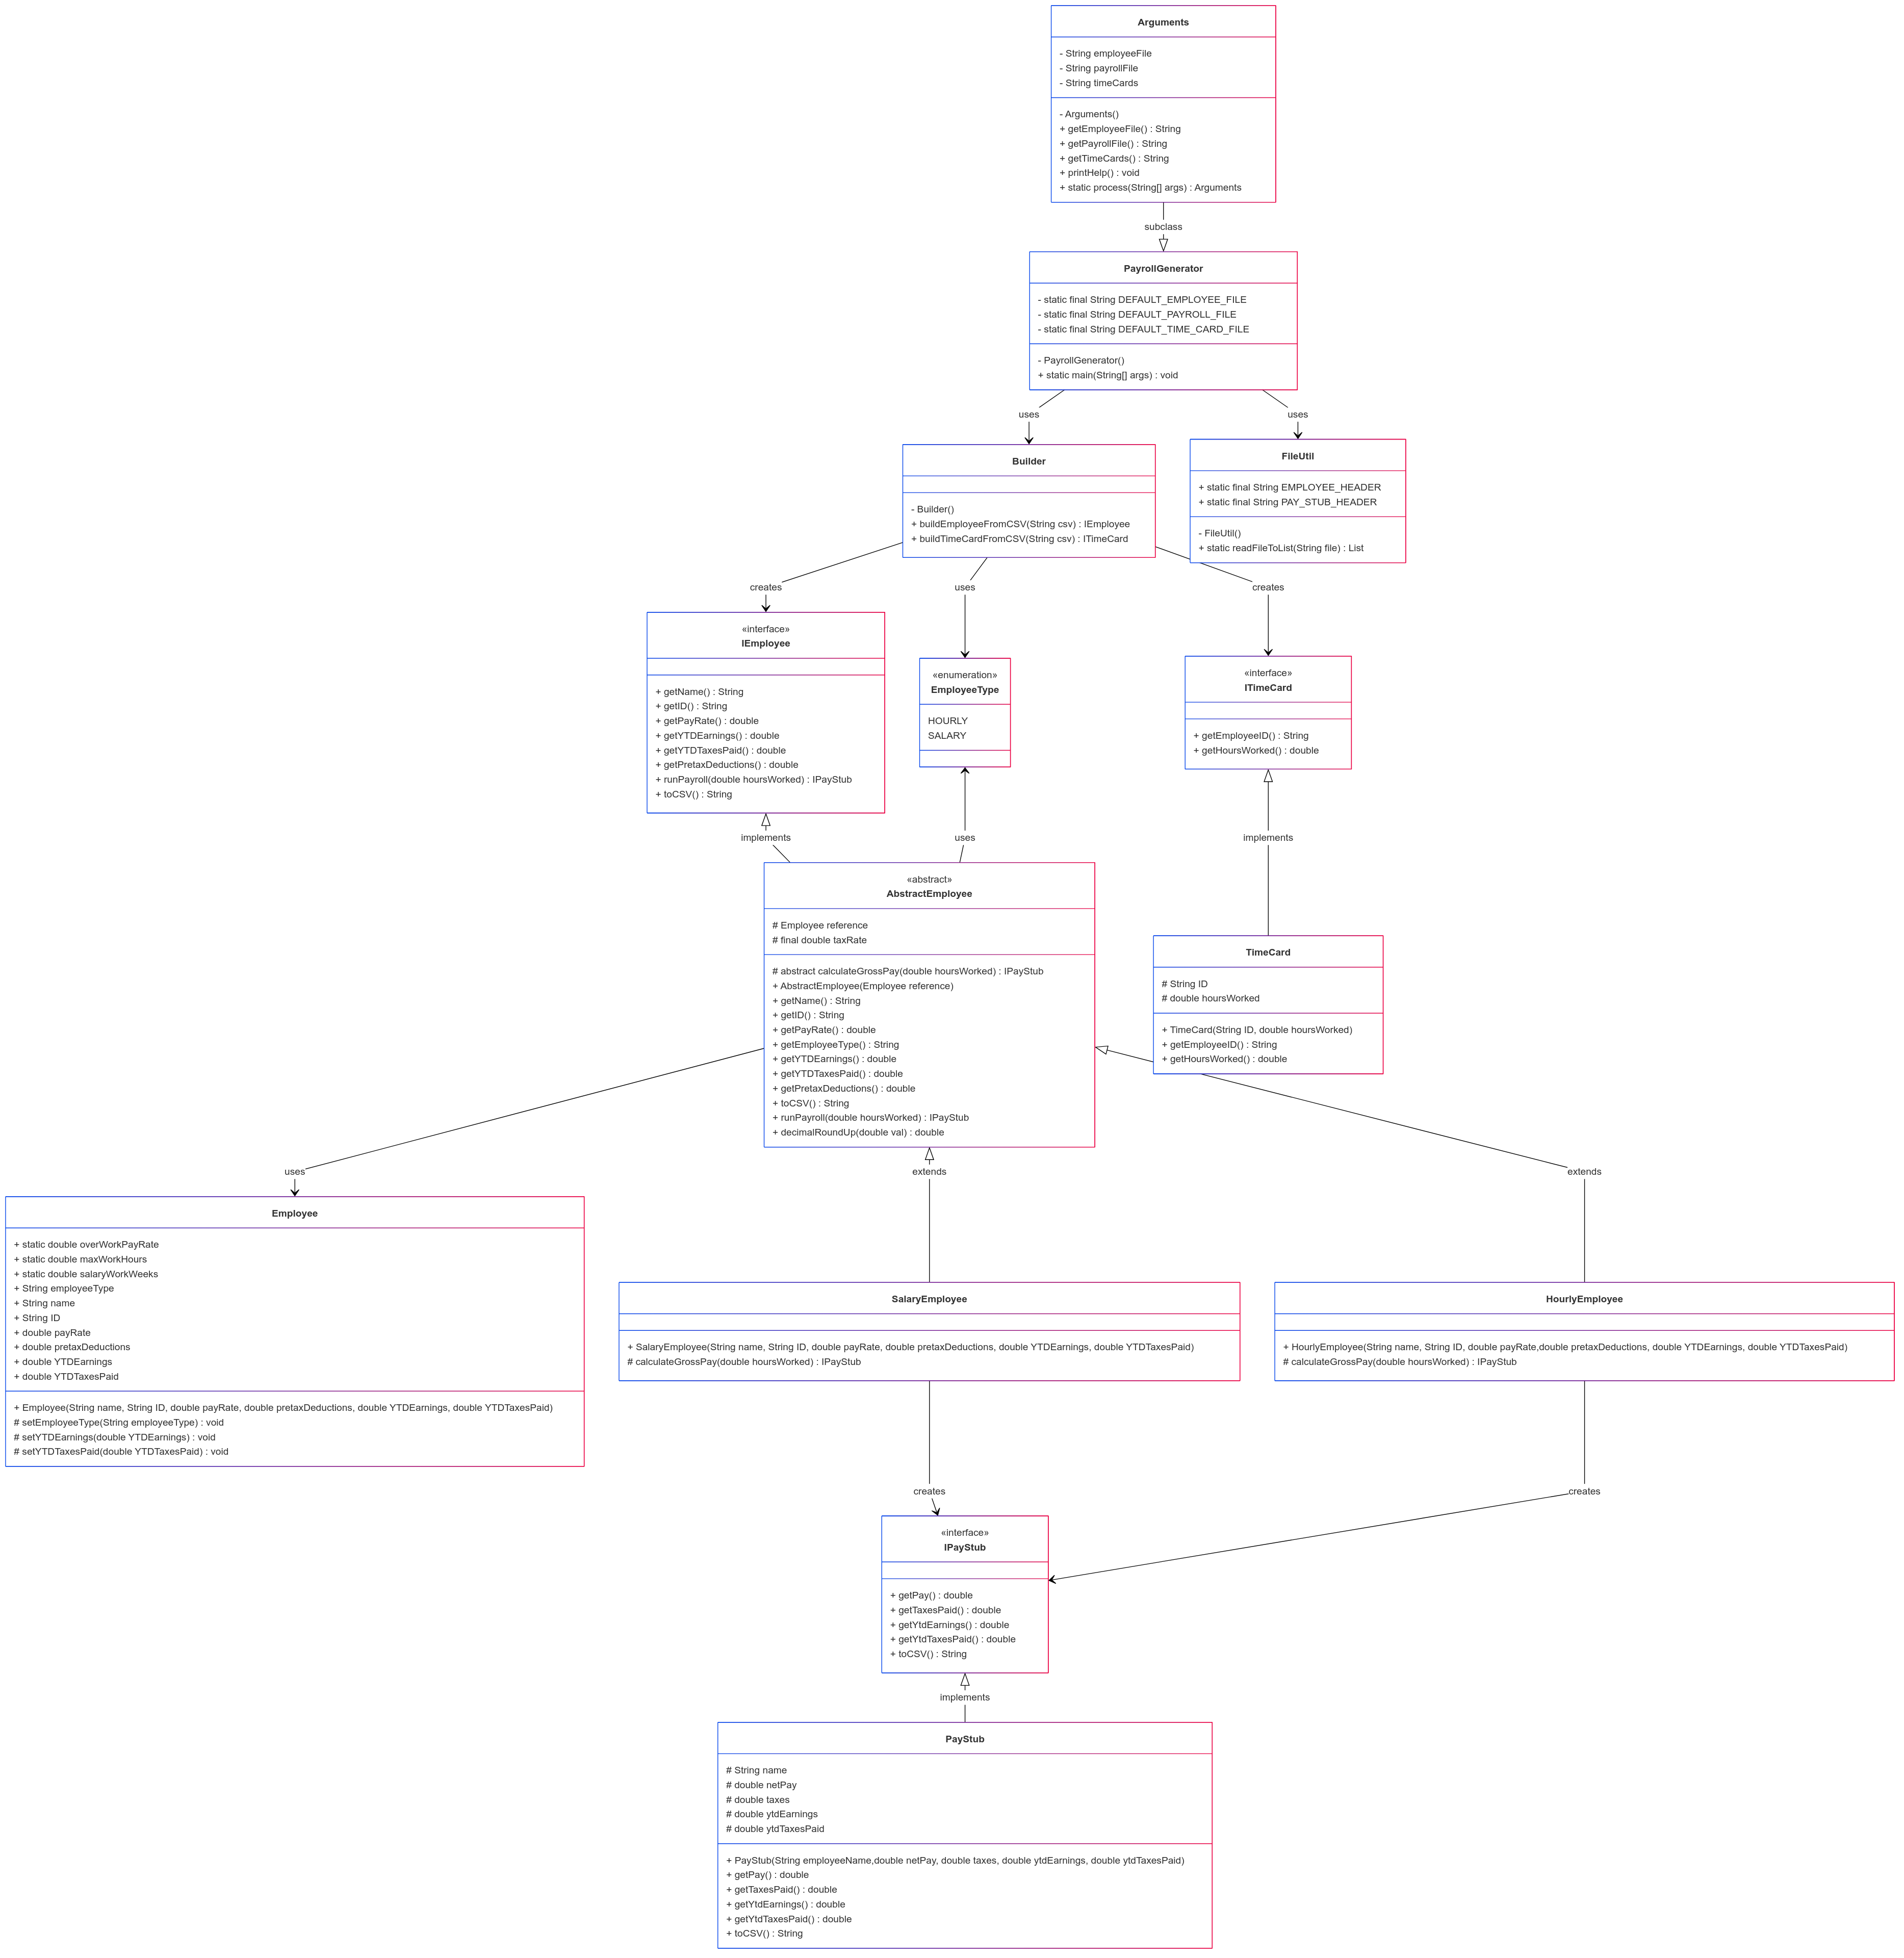 Arguments
- String employeeFile
- String payrollFile
- String timeCards
- Arguments()
+ getEmployeeFile() : String
+ getPayrollFile() : String
+ getTimeCards() : String
+ printHelp() : void
+ static process(String[] args) : Arguments
subclass
PayrollGenerator
- static final String DEFAULT_EMPLOYEE_FILE
- static final String DEFAULT_PAYROLL_FILE
- static final String DEFAULT_TIME_CARD_FILE
- PayrollGenerator()
+ static main(String[] args) : void
uses
uses
Builder
- Builder()
+ buildEmployeeFromCSV(String csv) : IEmployee
+ buildTimeCardFromCSV(String csv) : ITimeCard
FileUtil
+ static final String EMPLOYEE_HEADER
+ static final String PAY_STUB_HEADER
- FileUtil()
+ static readFileToList(String file) : List
creates
uses
creates
«interface»
IEmployee
+ getName() : String
+ getID() : String
+ getPayRate() : double
+ getYTDEarnings() : double
+ getYTDTaxesPaid() : double
+ getPretaxDeductions() : double
+ runPayroll(double hoursWorked) : IPayStub
+ toCSV() : String
«enumeration»
EmployeeType
HOURLY
SALARY
«interface»
ITimeCard
+ getEmployeeID() : String
+ getHoursWorked() : double
implements
uses
implements
«abstract»
AbstractEmployee
# Employee reference
# final double taxRate
# abstract calculateGrossPay(double hoursWorked) : IPayStub
+ AbstractEmployee(Employee reference)
+ getName() : String
+ getID() : String
+ getPayRate() : double
+ getEmployeeType() : String
+ getYTDEarnings() : double
+ getYTDTaxesPaid() : double
+ getPretaxDeductions() : double
+ toCSV() : String
+ runPayroll(double hoursWorked) : IPayStub
+ decimalRoundUp(double val) : double
TimeCard
# String ID
# double hoursWorked
+ TimeCard(String ID, double hoursWorked)
+ getEmployeeID() : String
+ getHoursWorked() : double
uses
extends
extends
Employee
+ static double overWorkPayRate
+ static double maxWorkHours
+ static double salaryWorkWeeks
+ String employeeType
+ String name
+ String ID
+ double payRate
+ double pretaxDeductions
+ double YTDEarnings
+ double YTDTaxesPaid
+ Employee(String name, String ID, double payRate, double pretaxDeductions, double YTDEarnings, double YTDTaxesPaid)
# setEmployeeType(String employeeType) : void
# setYTDEarnings(double YTDEarnings) : void
# setYTDTaxesPaid(double YTDTaxesPaid) : void
SalaryEmployee
+ SalaryEmployee(String name, String ID, double payRate, double pretaxDeductions, double YTDEarnings, double YTDTaxesPaid)
# calculateGrossPay(double hoursWorked) : IPayStub
HourlyEmployee
+ HourlyEmployee(String name, String ID, double payRate,double pretaxDeductions, double YTDEarnings, double YTDTaxesPaid)
# calculateGrossPay(double hoursWorked) : IPayStub
creates
creates
«interface»
IPayStub
+ getPay() : double
+ getTaxesPaid() : double
+ getYtdEarnings() : double
+ getYtdTaxesPaid() : double
+ toCSV() : String
implements
PayStub
# String name
# double netPay
# double taxes
# double ytdEarnings
# double ytdTaxesPaid
+ PayStub(String employeeName,double netPay, double taxes, double ytdEarnings, double ytdTaxesPaid)
+ getPay() : double
+ getTaxesPaid() : double
+ getYtdEarnings() : double
+ getYtdTaxesPaid() : double
+ toCSV() : String